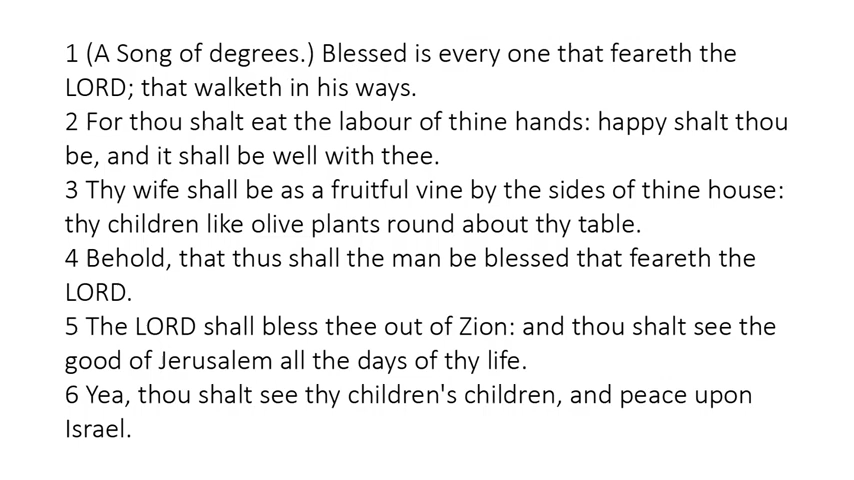 1 (A Song of degrees.) Blessed is every one that feareth the
LORD; that walketh in his ways.
2 For thou shalt eat the labour of thine hands: happy shalt thou
be, and it shall be well with thee.
3 Thy wife shall be as a fruitful vine by the sides of thine house:
thy children like olive plants round about thy table.
4 Behold, that thus shall the man be blessed that feareth the
LORD.
5 The LORD shall bless thee out of Zion: and thou shalt see the
good of Jerusalem all the days of thy life.
6 Yea, thou shalt see thy children's children, and peace upon
Israel.